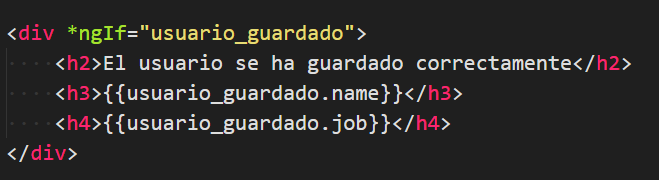 <div *ngIf="usuario_guardado">
    <h2>El usuario se ha guardado correctamente</h2>
    <h3>{{usuario_guardado.name}}</h3>
    <h4>{{usuario_guardado.job}}</h4>
</div>